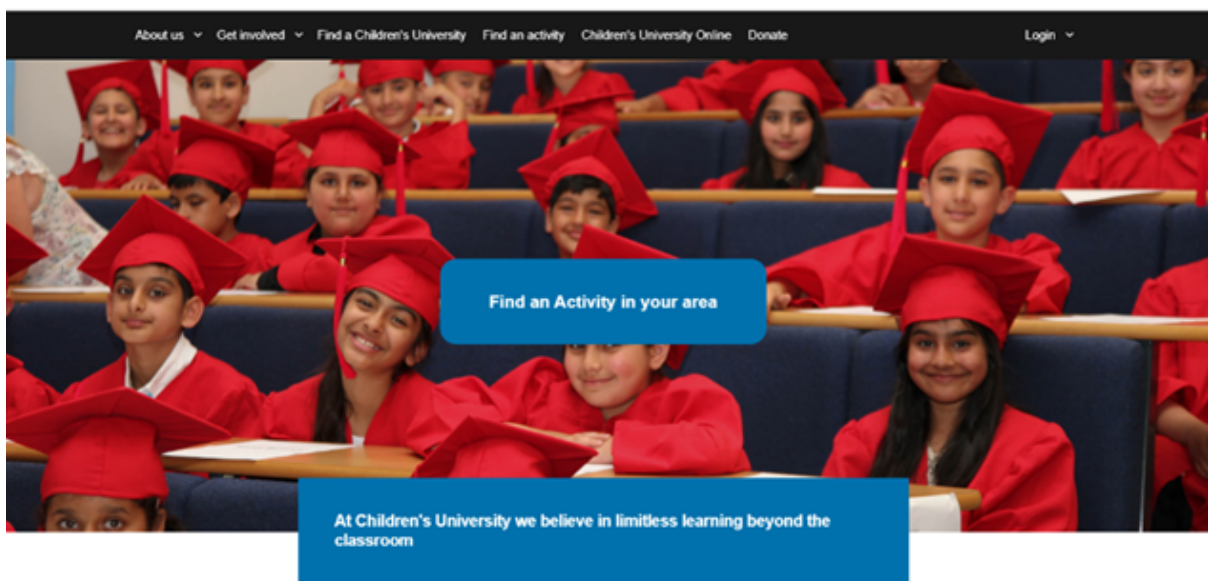 About us Get involved Find a Children's University Find an activity Children's University Online Donate Login
Find an Activity in your area
At Children's University we believe in limitless learning beyond the
classroom